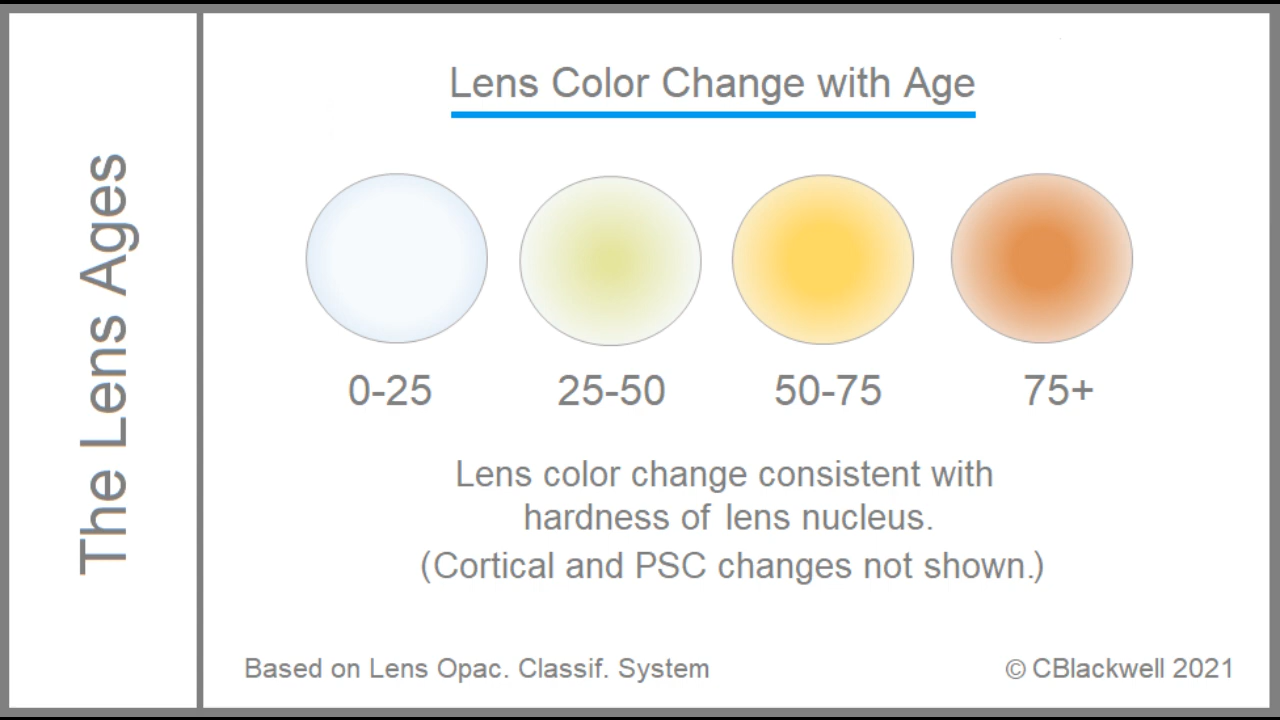 The Lens Ages
Lens Color Change with Age
0-25
25-50
50-75
75+
Lens color change consistent with
hardness of lens nucleus.
(Cortical and PSC changes not shown.)
Based on Lens Opac. Classif. System
© CBlackwell 2021